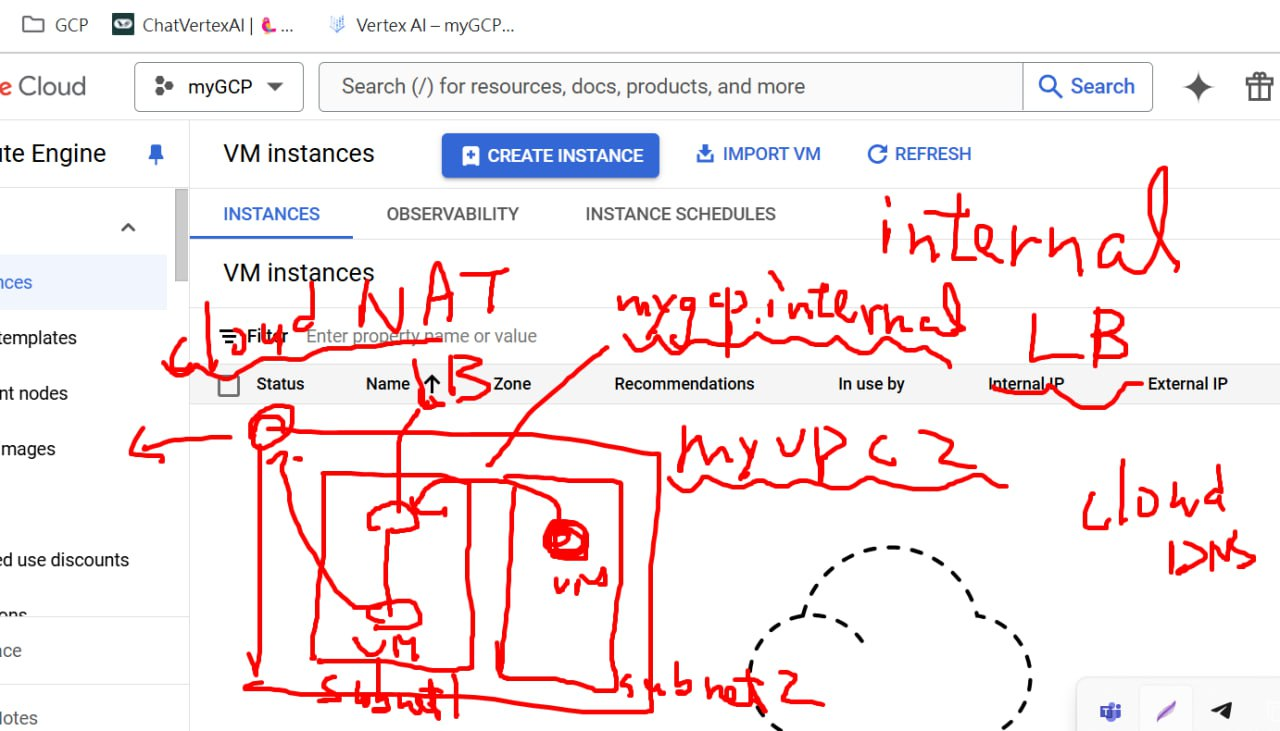 GCP ChatVertexAI | ... Vertex AI – myGCP...
e Cloud myGCP Search (/) for resources, docs, products, and more Search
ute Engine VM instances CREATE INSTANCE IMPORT VM REFRESH
INSTANCES OBSERVABILITY INSTANCE SCHEDULES
internal
nces VM instances
cloud NAT mygcp.internal
templates Filter Enter property name or value LB
LB
nt nodes Status Name Zone Recommendations In use by Internal IP External IP
mages myvpc2
cloud
DNS
ed use discounts VM
ons
ace VM
subnet1 subnet2
Notes